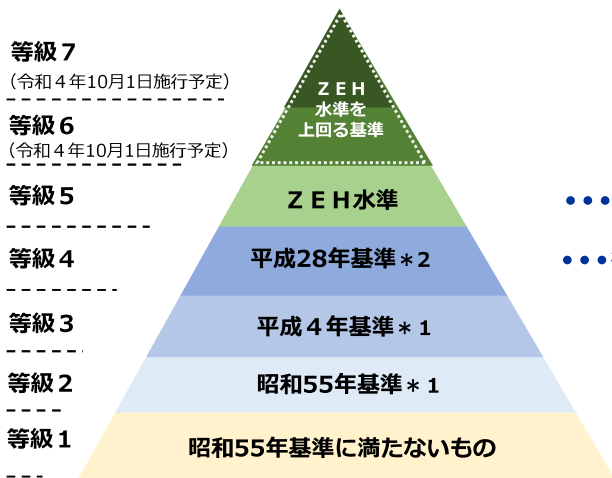 等級７
（令和４年10月1日施行予定）
ＺＥＨ
水準を
上回る基準
等級６
（令和４年10月1日施行予定）
等級５
ＺＥＨ水準
等級４
平成28年基準＊2
等級３
平成４年基準＊1
等級２
昭和55年基準＊1
等級１
昭和55年基準に満たないもの